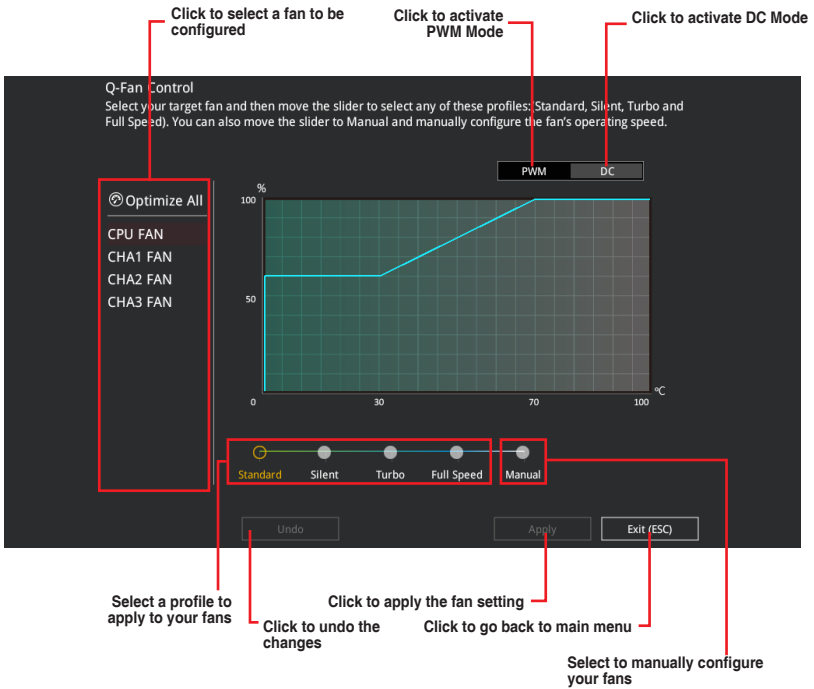 Click to select a fan to be
configured
Click to activate
PWM Mode
Click to activate DC Mode
Q-Fan Control
Select your target fan and then move the slider to select any of these profiles:(Standard, Silent, Turbo and
Full Speed). You can also move the slider to Manual and manually configure the fan's operating speed.
PWM
DC
Optimize All
CPU FAN
CHA1 FAN
CHA2 FAN
CHA3 FAN
%
100
50
0
30
70
100
ºC
Standard
Silent
Turbo
Full Speed
Manual
Undo
Apply
Exit (ESC)
Select a profile to
apply to your fans
Click to undo the
changes
Click to apply the fan setting
Click to go back to main menu
Select to manually configure
your fans